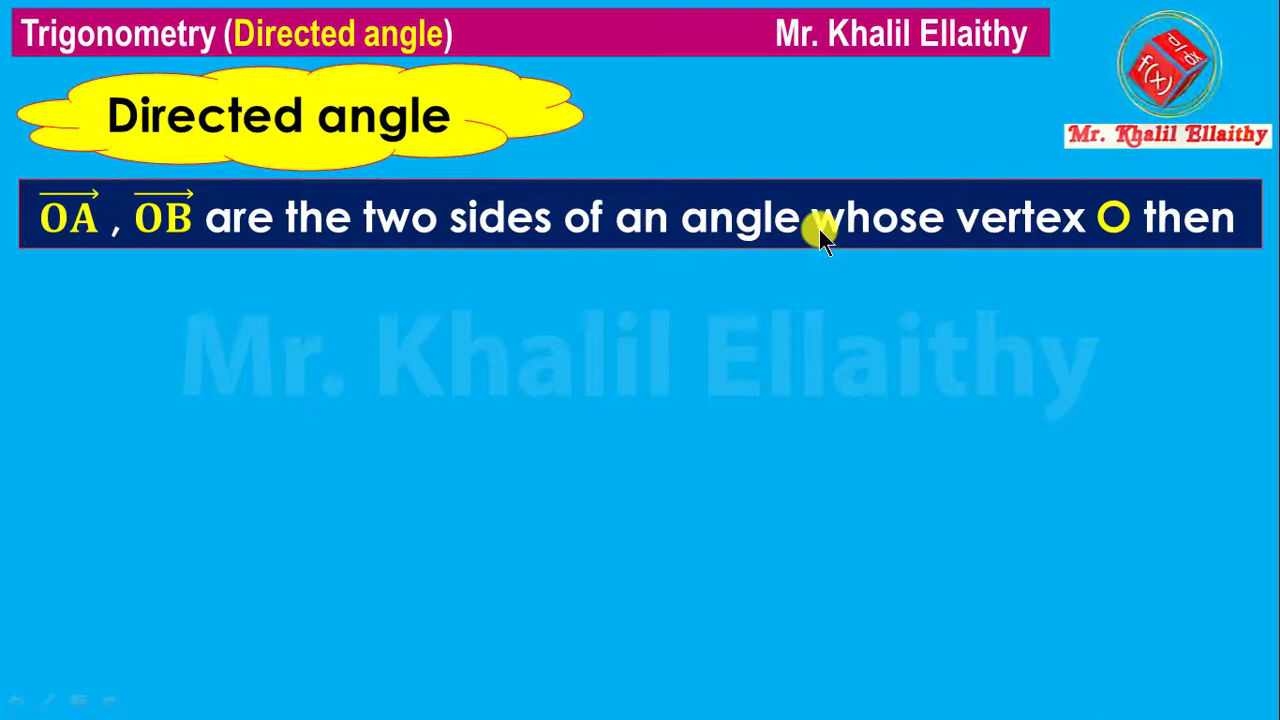 Trigonometry (Directed angle)
Mr. Khalil Ellaithy
f(x)
Mr. Khalil Ellaithy
Directed angle
OA , OB are the two sides of an angle whose vertex O then
Mr. Khalil Ellaithy